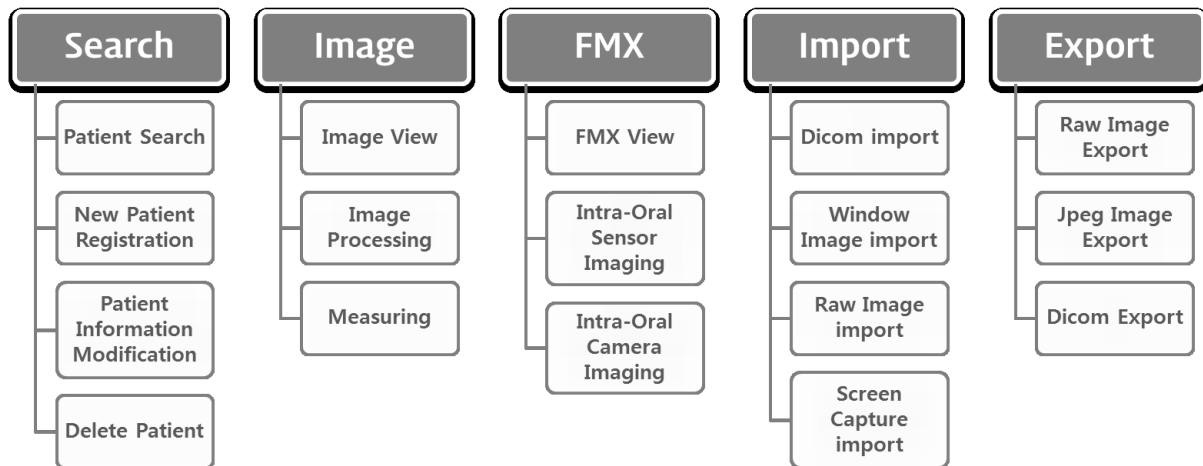 Search
Patient Search
New Patient
Registration
Patient
Information
Modification
Delete Patient
Image
Image View
Image
Processing
Measuring
FMX
FMX View
Intra-Oral
Sensor
Imaging
Intra-Oral
Camera
Imaging
Import
Dicom import
Window
Image import
Raw Image
import
Screen
Capture
import
Export
Raw Image
Export
Jpeg Image
Export
Dicom Export